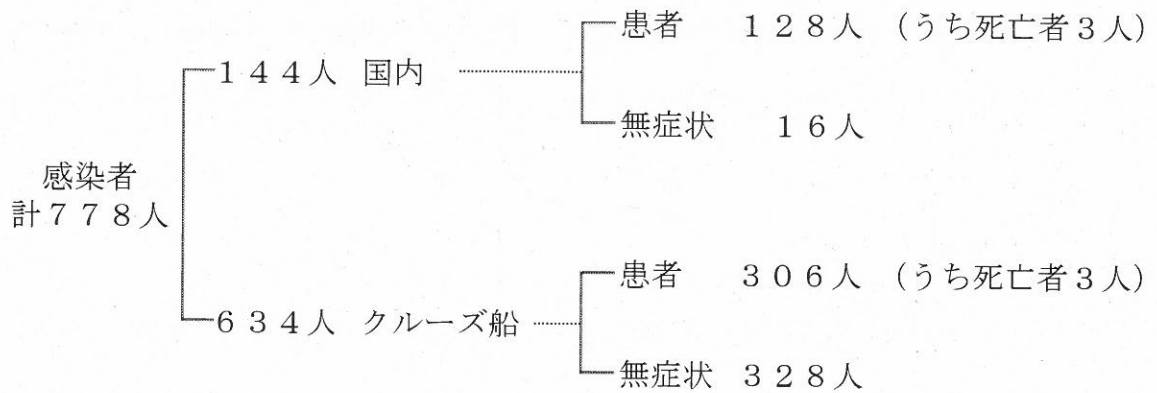 患者 128人 (うち死亡者3人)
144人 国内
無症状 16人
感染者
計778人
患者 306人 (うち死亡者3人)
634人 クルーズ船
無症状 328人